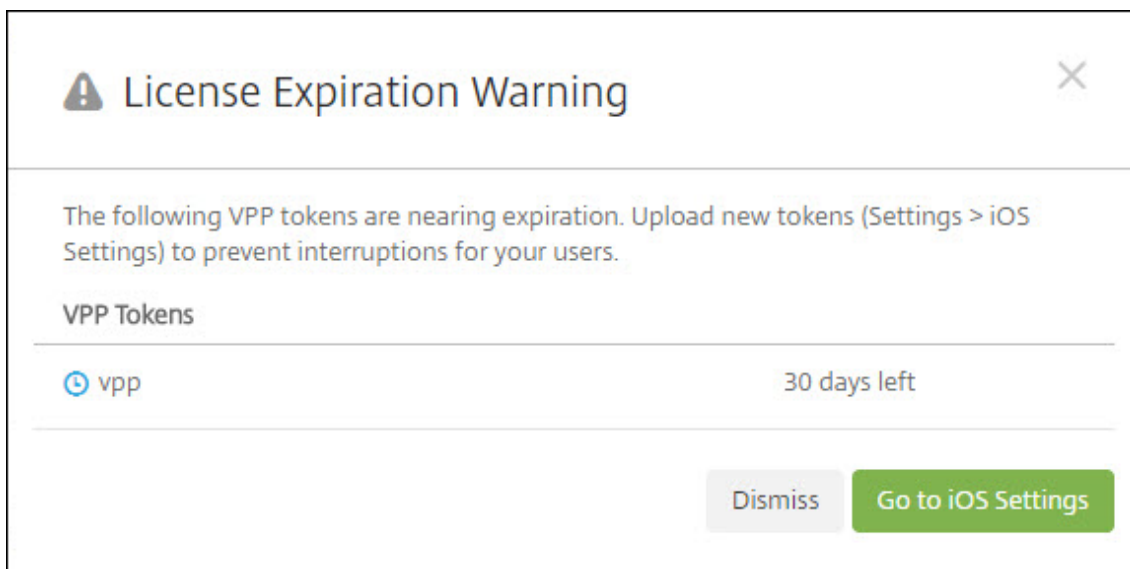 License Expiration Warning
The following VPP tokens are nearing expiration. Upload new tokens (Settings > iOS
Settings) to prevent interruptions for your users.
VPP Tokens
vpp 30 days left
Dismiss Go to iOS Settings